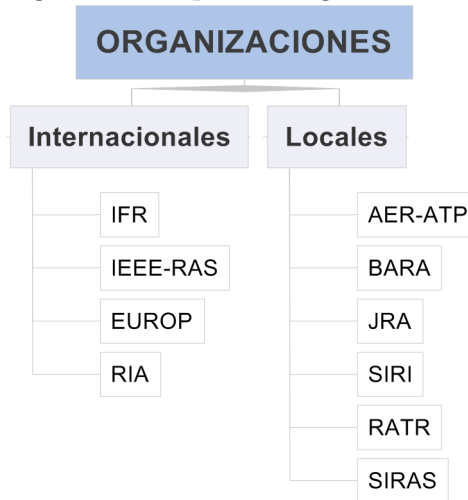 ORGANIZACIONES
Internacionales
IFR
IEEE-RAS
EUROP
RIA
Locales
AER-ATP
BARA
JRA
SIRI
RATR
SIRAS